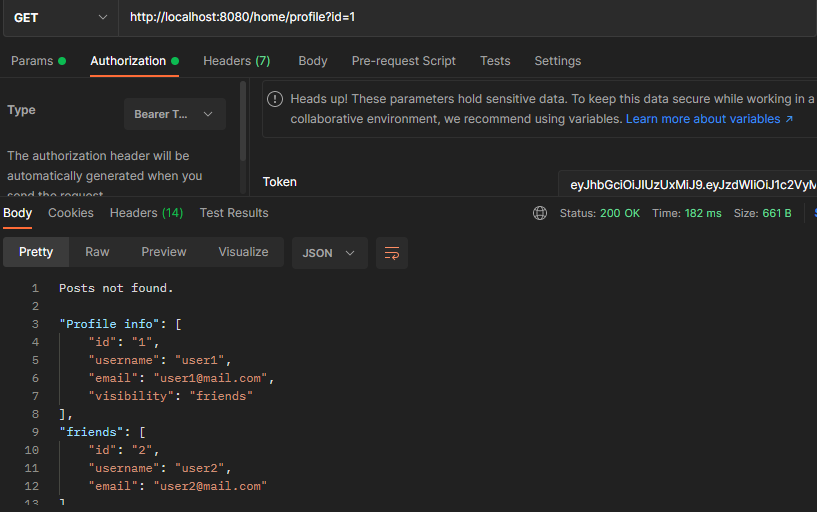 GET http://localhost:8080/home/profile?id=1
Params Authorization Headers (7) Body Pre-request Script Tests Settings
Type Bearer T...
Heads up! These parameters hold sensitive data. To keep this data secure while working in a
collaborative environment, we recommend using variables. Learn more about variables ↗
The authorization header will be
automatically generated when you
send the request.
Token eyJhbGciOiJIUzUxMiJ9.eyJzdWIiOiJ1c2VyM
Body Cookies Headers (14) Test Results Status: 200 OK Time: 182 ms Size: 661 B
Pretty Raw Preview Visualize JSON
1 Posts not found.
2
3 "Profile info": [
4 "id": "1",
5 "username": "user1",
6 "email": "user1@mail.com",
7 "visibility": "friends"
8 ],
9 "friends": [
10 "id": "2",
11 "username": "user2",
12 "email": "user2@mail.com"
13 ]